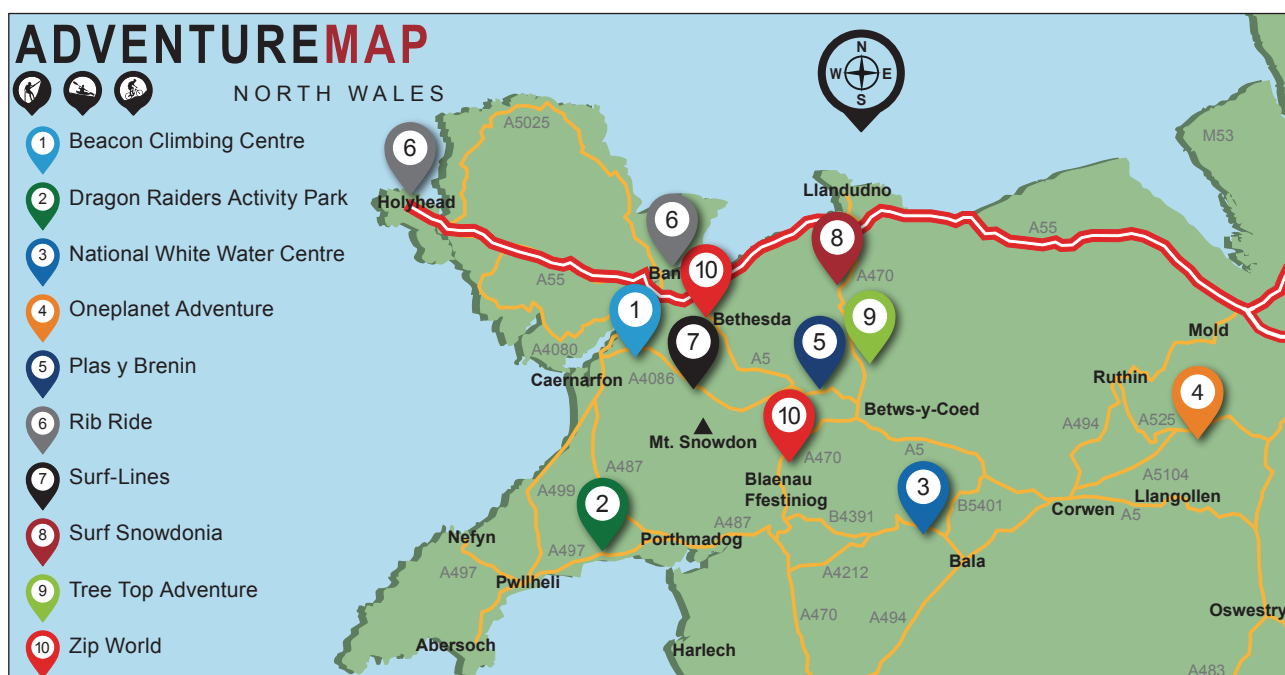 ADVENTUREMAP
NORTH WALES
1 Beacon Climbing Centre
2 Dragon Raiders Activity Park
3 National White Water Centre
4 Oneplanet Adventure
5 Plas y Brenin
6 Rib Ride
7 Surf-Lines
8 Surf Snowdonia
9 Tree Top Adventure
10 Zip World
N
W E
S
A5025
M53
6
Holyhead
Llandudno
6
8
A55
Ban
10
A470
A55
1
Bethesda
9
Mold
7
5
A4080
A5
Caernarfon
A4086
Ruthin
4
10
Betws-y-Coed
Mt. Snowdon
A494
A525
A470
A5
A487
A5104
Blaenau
Ffestiniog
3
A499
2
B5401
Llangollen
Corwen
A5
A487
B4391
Nefyn
Porthmadog
A497
A497
Bala
Pwllheli
A4212
A470
A494
Oswestry
Abersoch
Harlech
A483